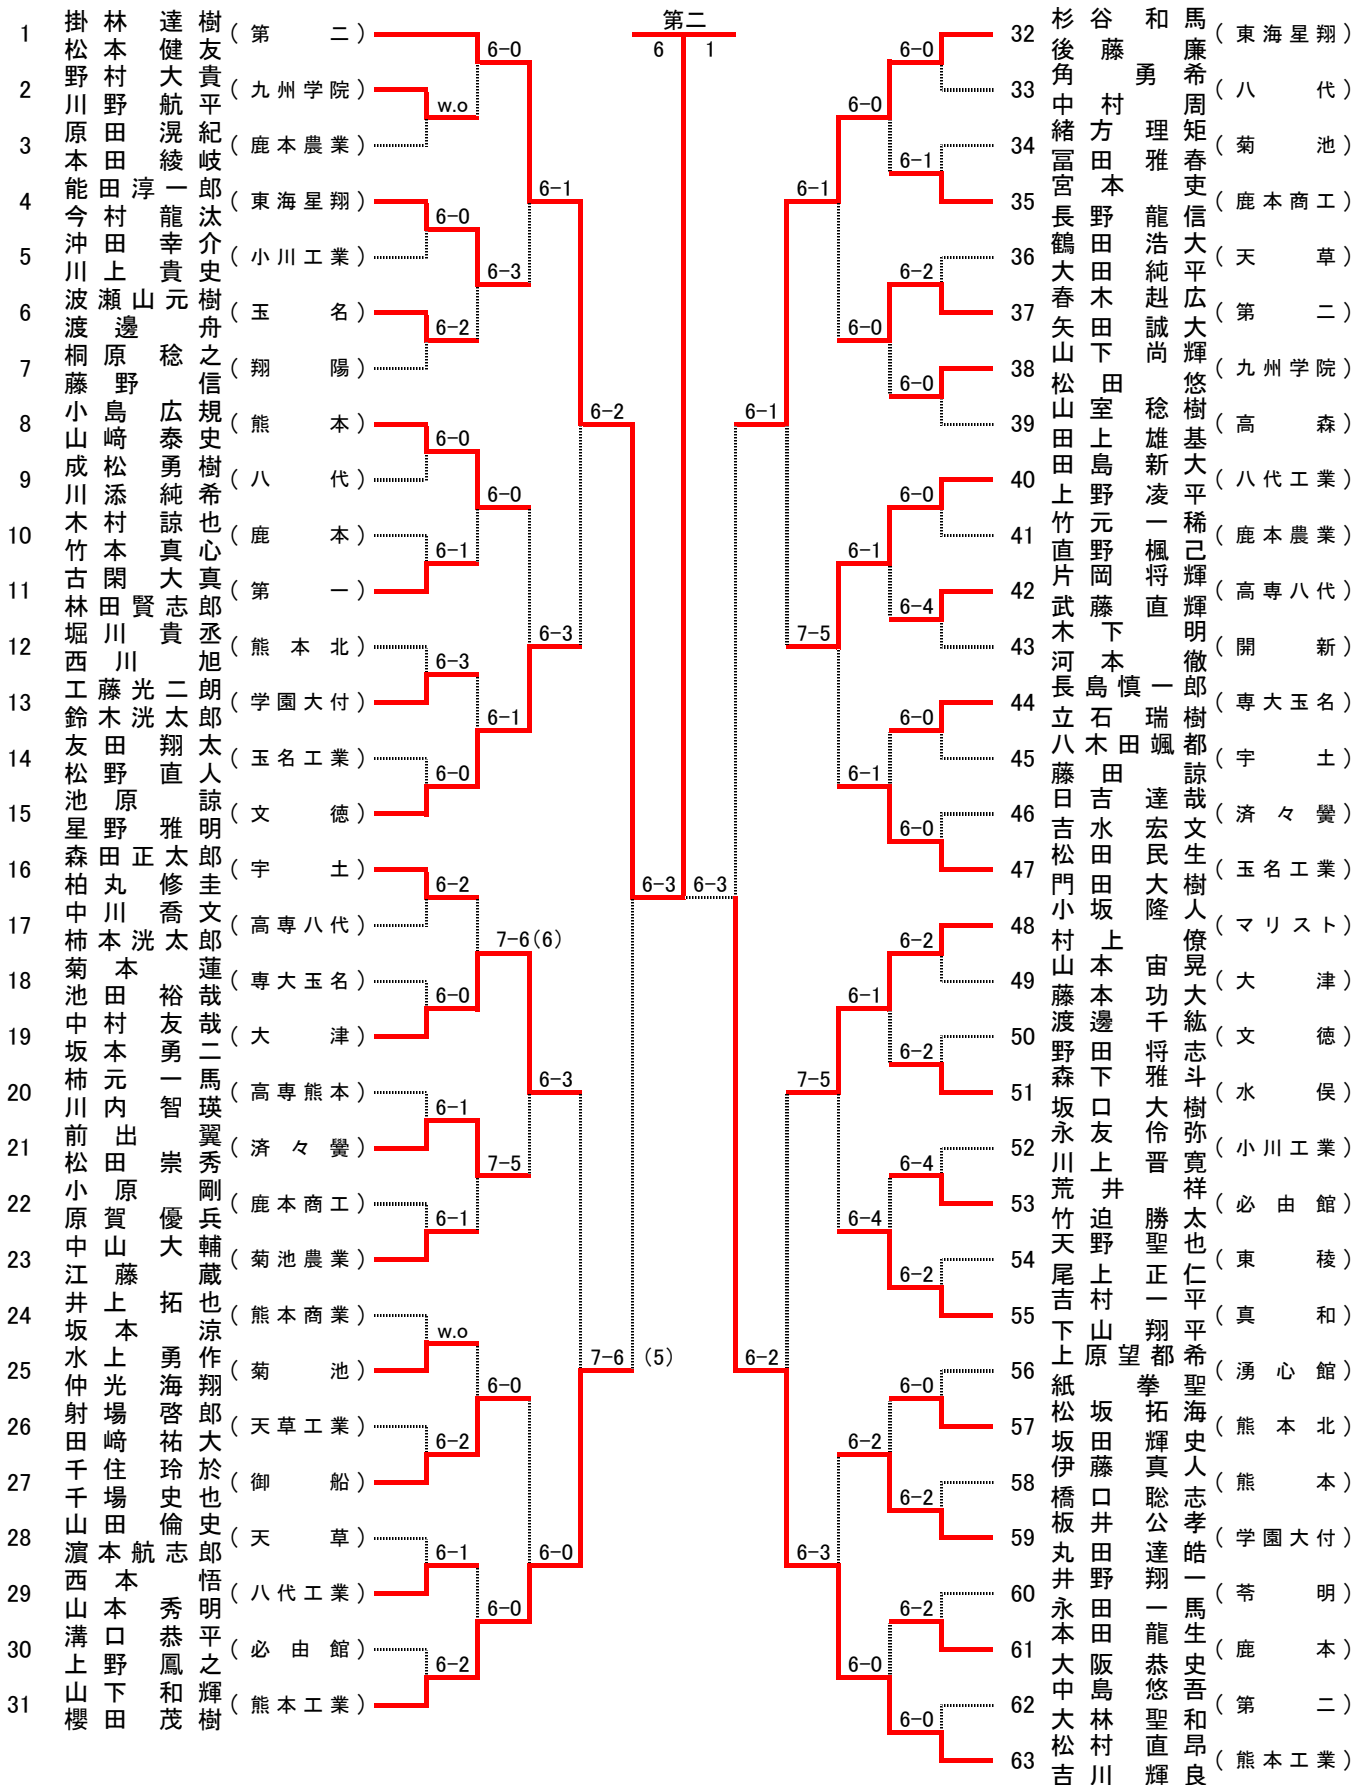 第二
6 1
1 掛林達樹 松本健友 (第二)
2 野村大貴 川野航平 (九州学院)
3 原田滉紀 本田綾岐 (鹿本農業)
4 能田淳一郎 今村龍汰 (東海星翔)
5 沖田幸介 川上貴史 (小川工業)
6 波瀬山元樹 渡邊舟 (玉名)
7 桐原稔之 藤野信 (翔陽)
8 小島広規 山﨑泰史 (熊本)
9 成松勇樹 川添純希 (八代)
10 木村諒也 竹本真心 (鹿本)
11 古閑大真 林田賢志郎 (第一)
12 堀川貴丞 西川旭 (熊本北)
13 工藤光二朗 鈴木洸太郎 (学園大付)
14 友田翔太 松野直人 (玉名工業)
15 池原諒 星野雅明 (文徳)
16 森田正太郎 柏丸修圭 (宇土)
17 中川喬文 柿本洸太郎 (高専八代)
18 菊本蓮 池田裕哉 (専大玉名)
19 中村友哉 坂本勇二 (大津)
20 柿元一馬 川内智瑛 (高専熊本)
21 前出翼 松田崇秀 (済々黌)
22 小原剛 原賀優兵 (鹿本商工)
23 中山大輔 江藤蔵 (菊池農業)
24 井上拓也 坂本涼 (熊本商業)
25 水上勇作 仲光海翔 (菊池)
26 射場啓郎 田﨑祐大 (天草工業)
27 千住玲於 千場史也 (御船)
28 山田倫史 濵本航志郎 (天草)
29 西本悟 山本秀明 (八代工業)
30 溝口恭平 上野鳳之 (必由館)
31 山下和輝 櫻田茂樹 (熊本工業)
w.o 6-0 6-2 6-0 6-1 6-3 6-0 6-2 6-0 6-1 6-1 w.o 6-2 6-1 6-2
6-0 6-3 6-0 6-1 7-6(6) 7-5 6-0 6-0
6-1 6-3 6-3 6-0
6-2 7-6 (5)
6-3 6-3
32 杉谷和馬 後藤廉 (東海星翔)
33 角勇希 中村周 (八代)
34 緒方理矩 冨田雅春 (菊池)
35 宮本吏 長野龍信 (鹿本商工)
36 鶴田浩大 大田純平 (天草)
37 春木赳広 矢田誠大 (第二)
38 山下尚輝 松田悠 (九州学院)
39 山室稔樹 田上雄基 (高森)
40 田島新大 上野凌平 (八代工業)
41 竹元一稀 直野楓己 (鹿本農業)
42 片岡将輝 武藤直輝 (高専八代)
43 木下明 河本徹 (開新)
44 長島慎一郎 立石瑞樹 (専大玉名)
45 八木田颯都 藤田諒 (宇土)
46 日吉達哉 吉水宏文 (済々黌)
47 松田民生 門田大樹 (玉名工業)
48 小坂隆人 村上僚 (マリスト)
49 山本宙晃 藤本功大 (大津)
50 渡邊千紘 野田将志 (文徳)
51 森下雅斗 坂口大樹 (水俣)
52 永友伶弥 川上晋寛 (小川工業)
53 荒井祥 竹迫勝太 (必由館)
54 天野聖也 尾上正仁 (東稜)
55 吉村一平 下山翔平 (真和)
56 上原望都希 紙拳聖 (湧心館)
57 松坂拓海 坂田輝史 (熊本北)
58 伊藤真人 橋口聡志 (熊本)
59 板井公孝 丸田達皓 (学園大付)
60 井野翔一 永田一馬 (苓明)
61 本田龍生 大阪恭史 (鹿本)
62 中島悠吾 大林聖和 (第二)
63 松村直昂 吉川輝良 (熊本工業)
6-0 6-1 6-2 6-0 6-0 6-4 6-0 6-0 6-2 6-2 6-4 6-2 6-0 6-2 6-2 6-0
6-0 6-0 6-1 6-1 6-1 6-4 6-2 6-0
6-1 7-5 7-5 6-3
6-1 6-2